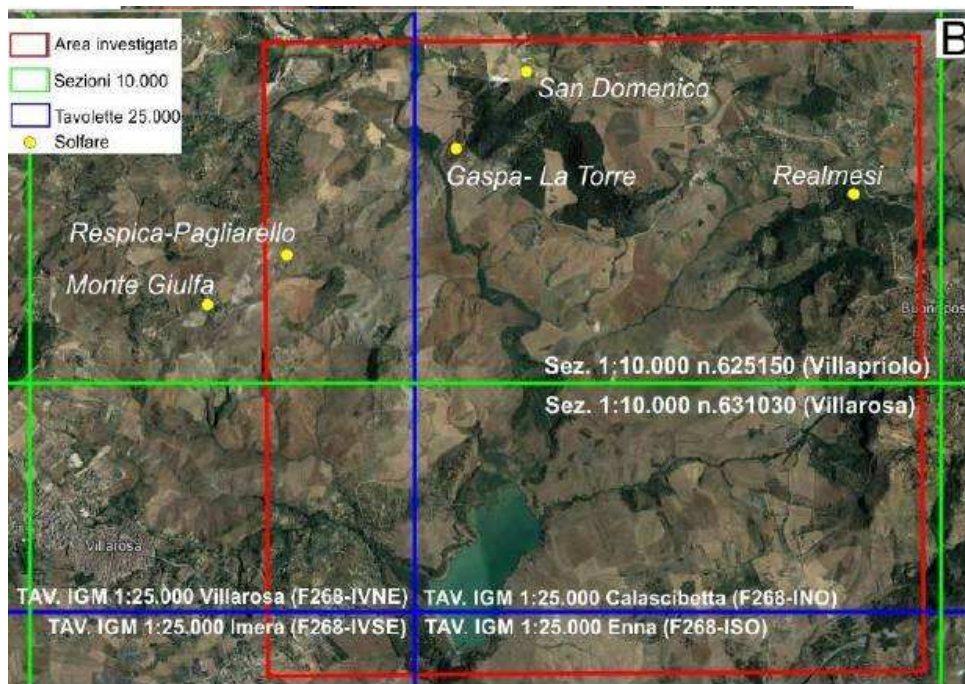 B
Area investigata
Sezioni 10.000
Tavolette 25.000
Solfare
San Domenico
Gaspa- La Torre
Realmesi
Respica-Pagliarello
Monte Giulfa
Sez. 1:10.000 n.625150 (Villapriolo)
Sez. 1:10.000 n.631030 (Villarosa)
Villarosa
TAV. IGM 1:25.000 Villarosa (F268-IVNE)
TAV. IGM 1:25.000 Calascibetta (F268-INO)
TAV. IGM 1:25.000 Imera (F268-IVSE)
TAV. IGM 1:25.000 Enna (F268-ISO)